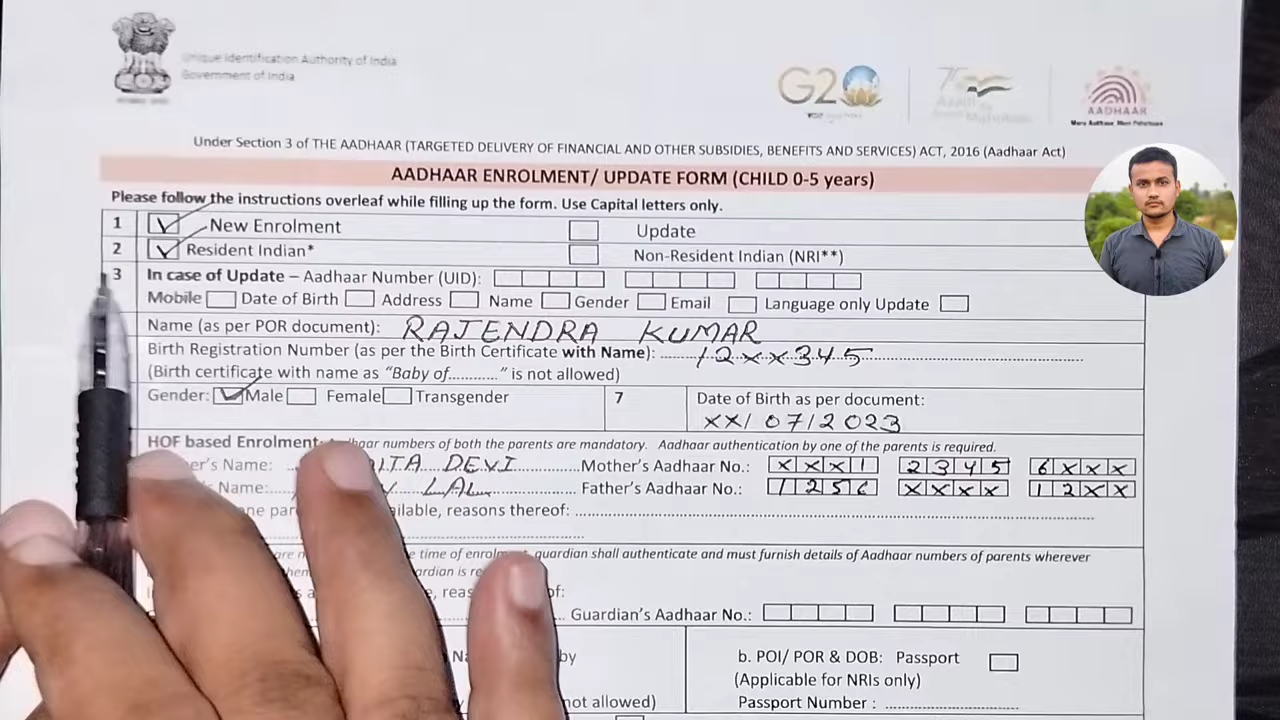 Unique Identification Authority of India
Government of India
G20
AADHAAR
Under Section 3 of THE AADHAAR (TARGETED DELIVERY OF FINANCIAL AND OTHER SUBSIDIES, BENEFITS AND SERVICES) ACT, 2016 (Aadhaar Act)
AADHAAR ENROLMENT/ UPDATE FORM (CHILD 0-5 years)
Please follow the instructions overleaf while filling up the form. Use Capital letters only.
1 New Enrolment Update
2 Resident Indian* Non-Resident Indian (NRI**)
3 In case of Update – Aadhaar Number (UID):
Mobile Date of Birth Address Name Gender Email Language only Update
Name (as per POR document): RAJENDRA KUMAR
Birth Registration Number (as per the Birth Certificate with Name): 12XX345
(Birth certificate with name as "Baby of............" is not allowed)
Gender: Male Female Transgender 7 Date of Birth as per document:
XX/07/2023
HOF based Enrolment: numbers of both the parents are mandatory. Aadhaar authentication by one of the parents is required.
Name: DEVI Mother's Aadhaar No.: XXX1 2345 6XXX
Name: LAL Father's Aadhaar No.: 1256 XXXX 12XX
reasons thereof:
time of enrolment, guardian shall authenticate and must furnish details of Aadhaar numbers of parents wherever
of:
Guardian's Aadhaar No.:
by b. POI/ POR & DOB: Passport
(Applicable for NRIs only)
not allowed) Passport Number :